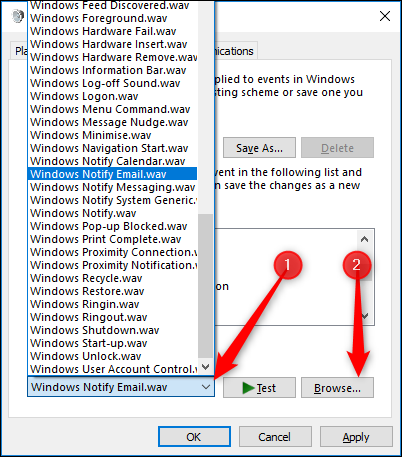 Windows Feed Discovered.wav
Windows Foreground.wav
Windows Hardware Fail.wav
Windows Hardware Insert.wav
Windows Hardware Remove.wav
Windows Information Bar.wav
Windows Log-off Sound.wav
Windows Logon.wav
Windows Menu Command.wav
Windows Message Nudge.wav
Windows Minimise.wav
Windows Navigation Start.wav
Windows Notify Calendar.wav
Windows Notify Email.wav
Windows Notify Messaging.wav
Windows Notify System Generic.wav
Windows Notify.wav
Windows Pop-up Blocked.wav
Windows Print Complete.wav
Windows Proximity Connection.wav
Windows Proximity Notification.wav
Windows Recycle.wav
Windows Restore.wav
Windows Ringin.wav
Windows Ringout.wav
Windows Shutdown.wav
Windows Start-up.wav
Windows Unlock.wav
Windows User Account Control.wav
Windows Notify Email.wav
Pla
nications
plied to events in Windows
sting scheme or save one you
Save As...
Delete
vent in the following list and
n save the changes as a new
1
2
on
Test
Browse...
OK
Cancel
Apply